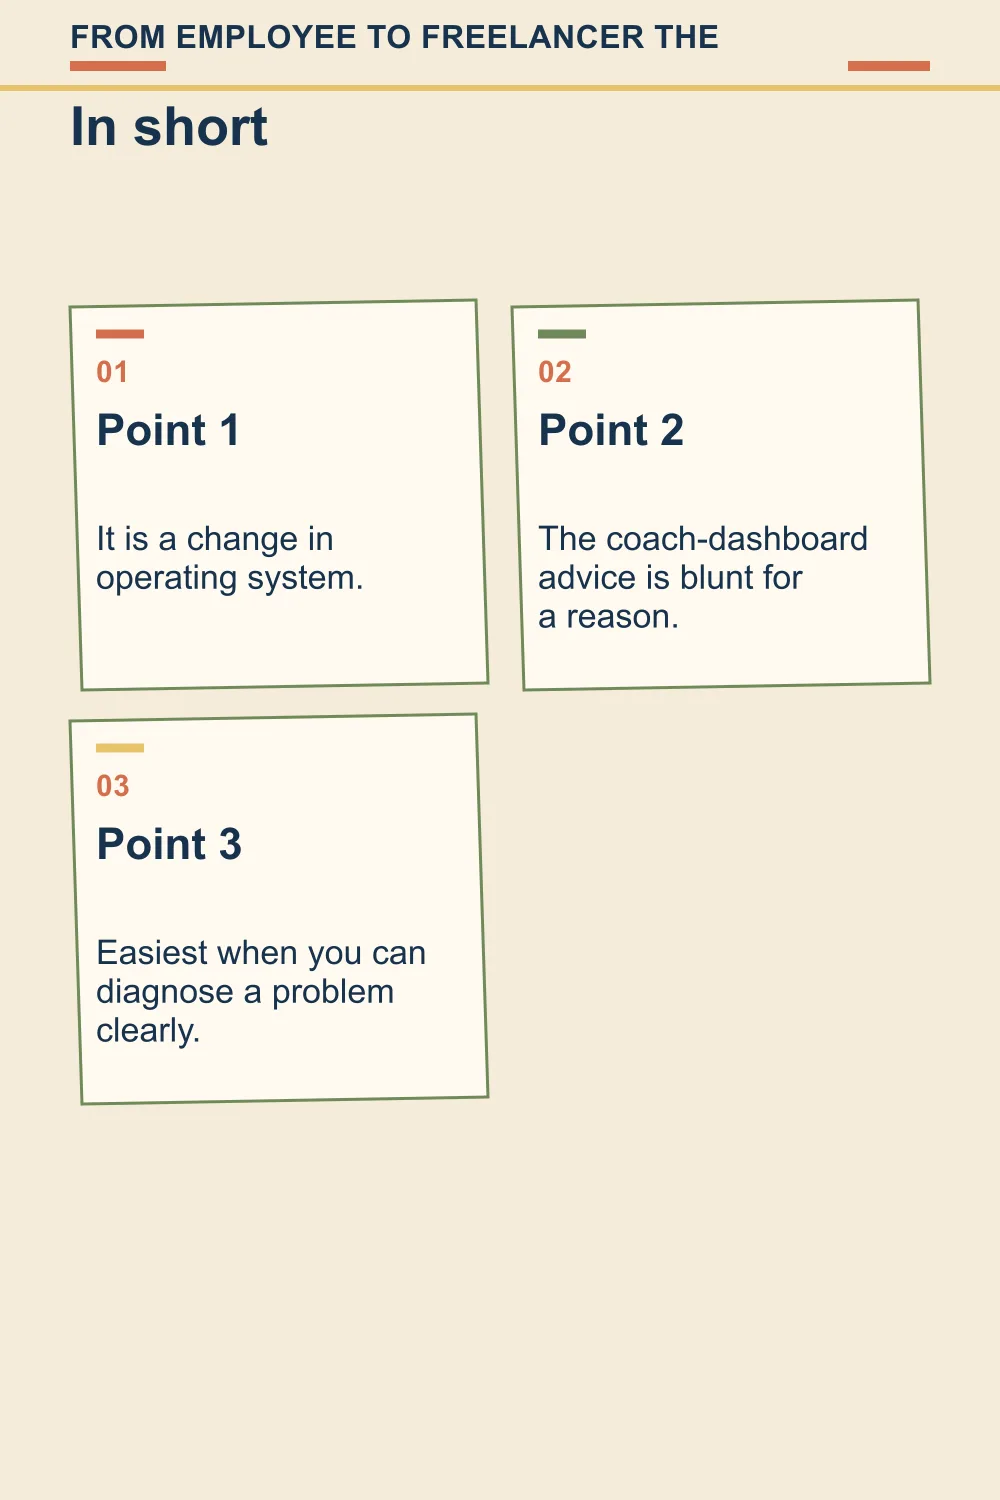 FROM EMPLOYEE TO FREELANCER THE
In short
01
Point 1
It is a change in
operating system.
02
Point 2
The coach-dashboard
advice is blunt for
a reason.
03
Point 3
Easiest when you can
diagnose a problem
clearly.